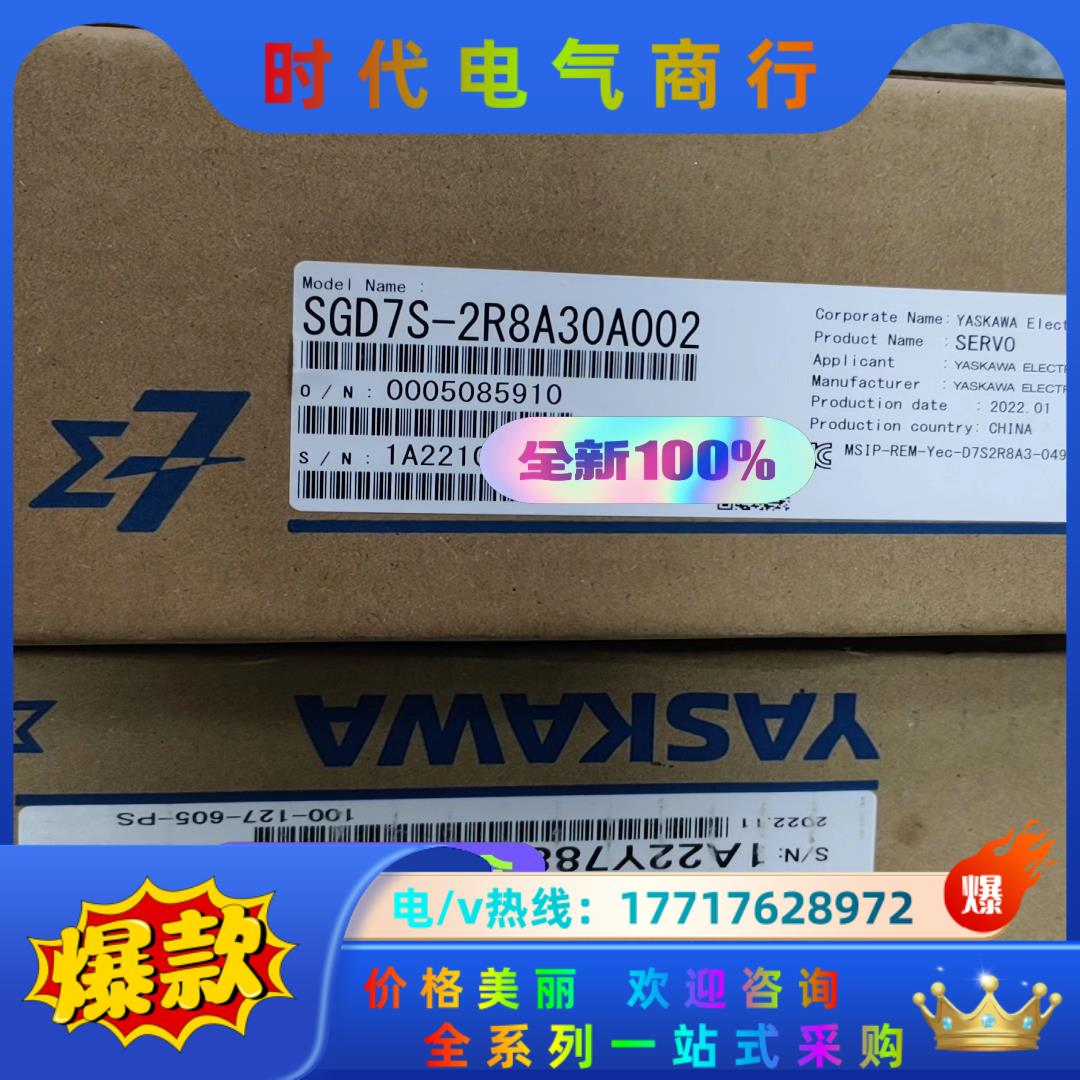 时代电气商行
Model Name :
SGD7S-2R8A30A002
O / N : 0005085910
S / N : 1A221
全新100%
Corporate Name: YASKAWA Elect
Product Name : SERVO
Applicant : YASKAWA ELECTR
Manufacturer : YASKAWA ELECTR
Production date : 2022.01
Production country: CHINA
MSIP-REM-Yec-D7S2R8A3-049
Σ7
YASKAWA
Σ
100-127-605-PS
2022.11
S/N: 1A22Y78
爆款
电/v热线：17717628972
爆
价格美丽 欢迎咨询
全系列一站式采购